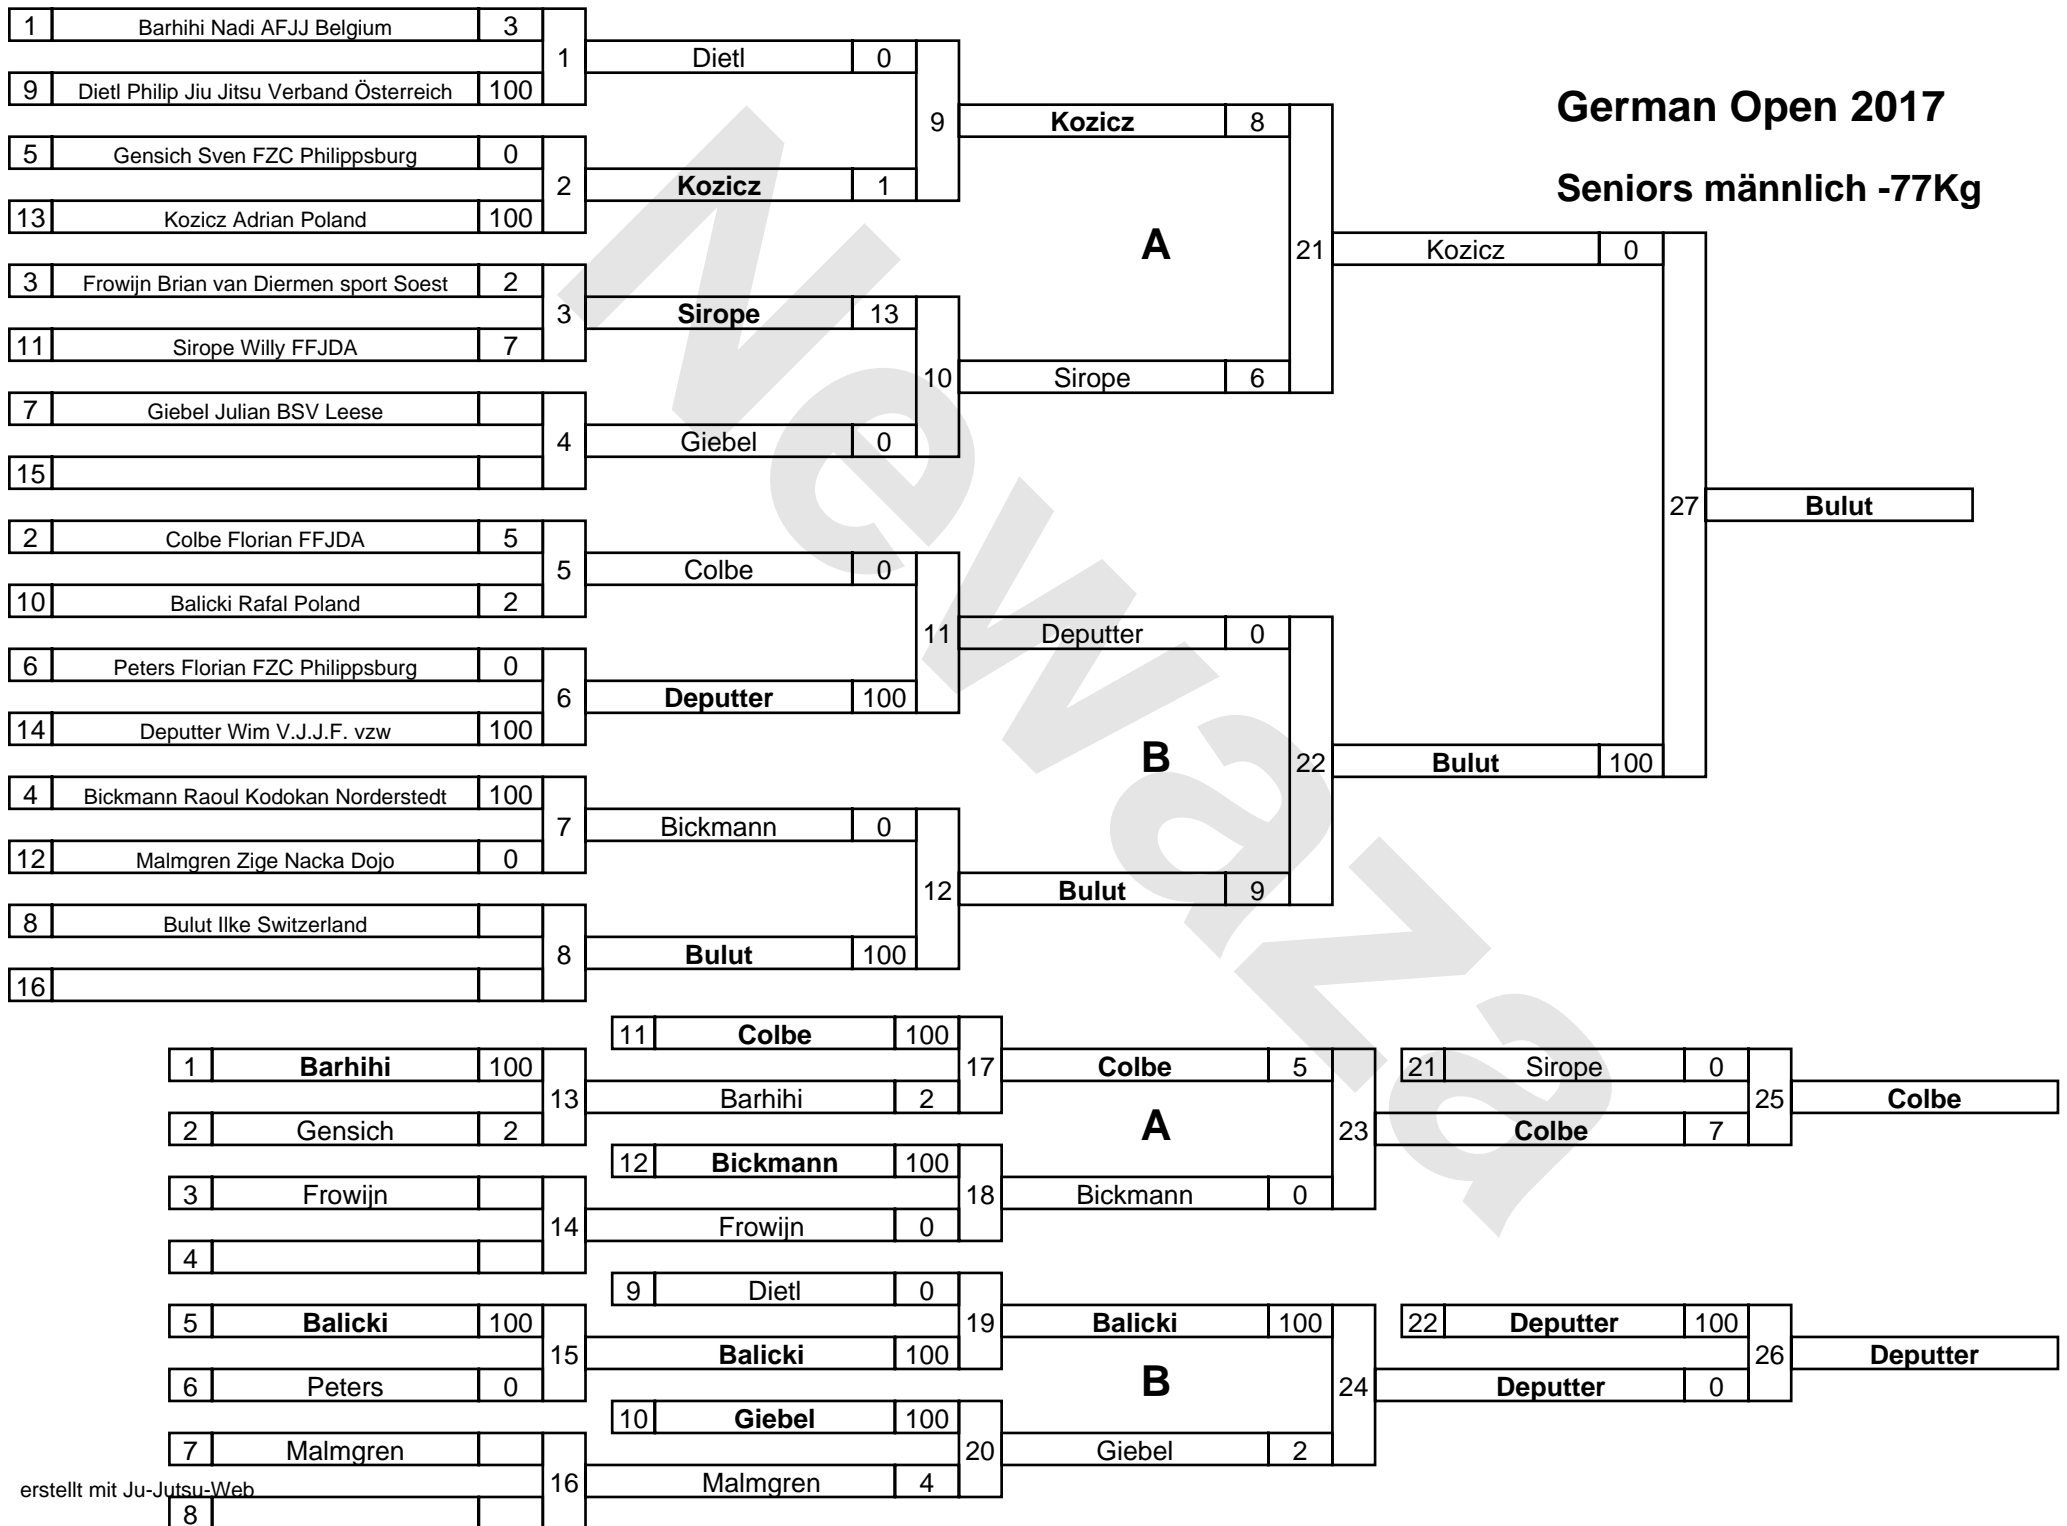 German Open 2017
Seniors männlich -77Kg
1 Barhihi Nadi AFJJ Belgium 3
1
9 Dietl Philip Jiu Jitsu Verband Österreich 100
5 Gensich Sven FZC Philippsburg 0
2
13 Kozicz Adrian Poland 100
3 Frowijn Brian van Diermen sport Soest 2
3
11 Sirope Willy FFJDA 7
7 Giebel Julian BSV Leese
4
15
2 Colbe Florian FFJDA 5
5
10 Balicki Rafal Poland 2
6 Peters Florian FZC Philippsburg 0
6
14 Deputter Wim V.J.J.F. vzw 100
4 Bickmann Raoul Kodokan Norderstedt 100
7
12 Malmgren Zige Nacka Dojo 0
8 Bulut Ilke Switzerland
8
16
Dietl 0
9
Kozicz 1
Sirope 13
10
Giebel 0
Colbe 0
11
Deputter 100
Bickmann 0
12
Bulut 100
Kozicz 8
A
21
Sirope 6
Deputter 0
B
22
Bulut 9
Kozicz 0
27
Bulut 100
Bulut
Newaza
1 Barhihi 100
13
2 Gensich 2
3 Frowijn
14
4
5 Balicki 100
15
6 Peters 0
7 Malmgren
16
8
11 Colbe 100
17
Barhihi 2
12 Bickmann 100
18
Frowijn 0
9 Dietl 0
19
Balicki 100
10 Giebel 100
20
Malmgren 4
Colbe 5
A
23
Bickmann 0
Balicki 100
B
24
Giebel 2
21 Sirope 0
25
Colbe 7
Colbe
22 Deputter 100
26
Deputter 0
Deputter
erstellt mit Ju-Jutsu-Web